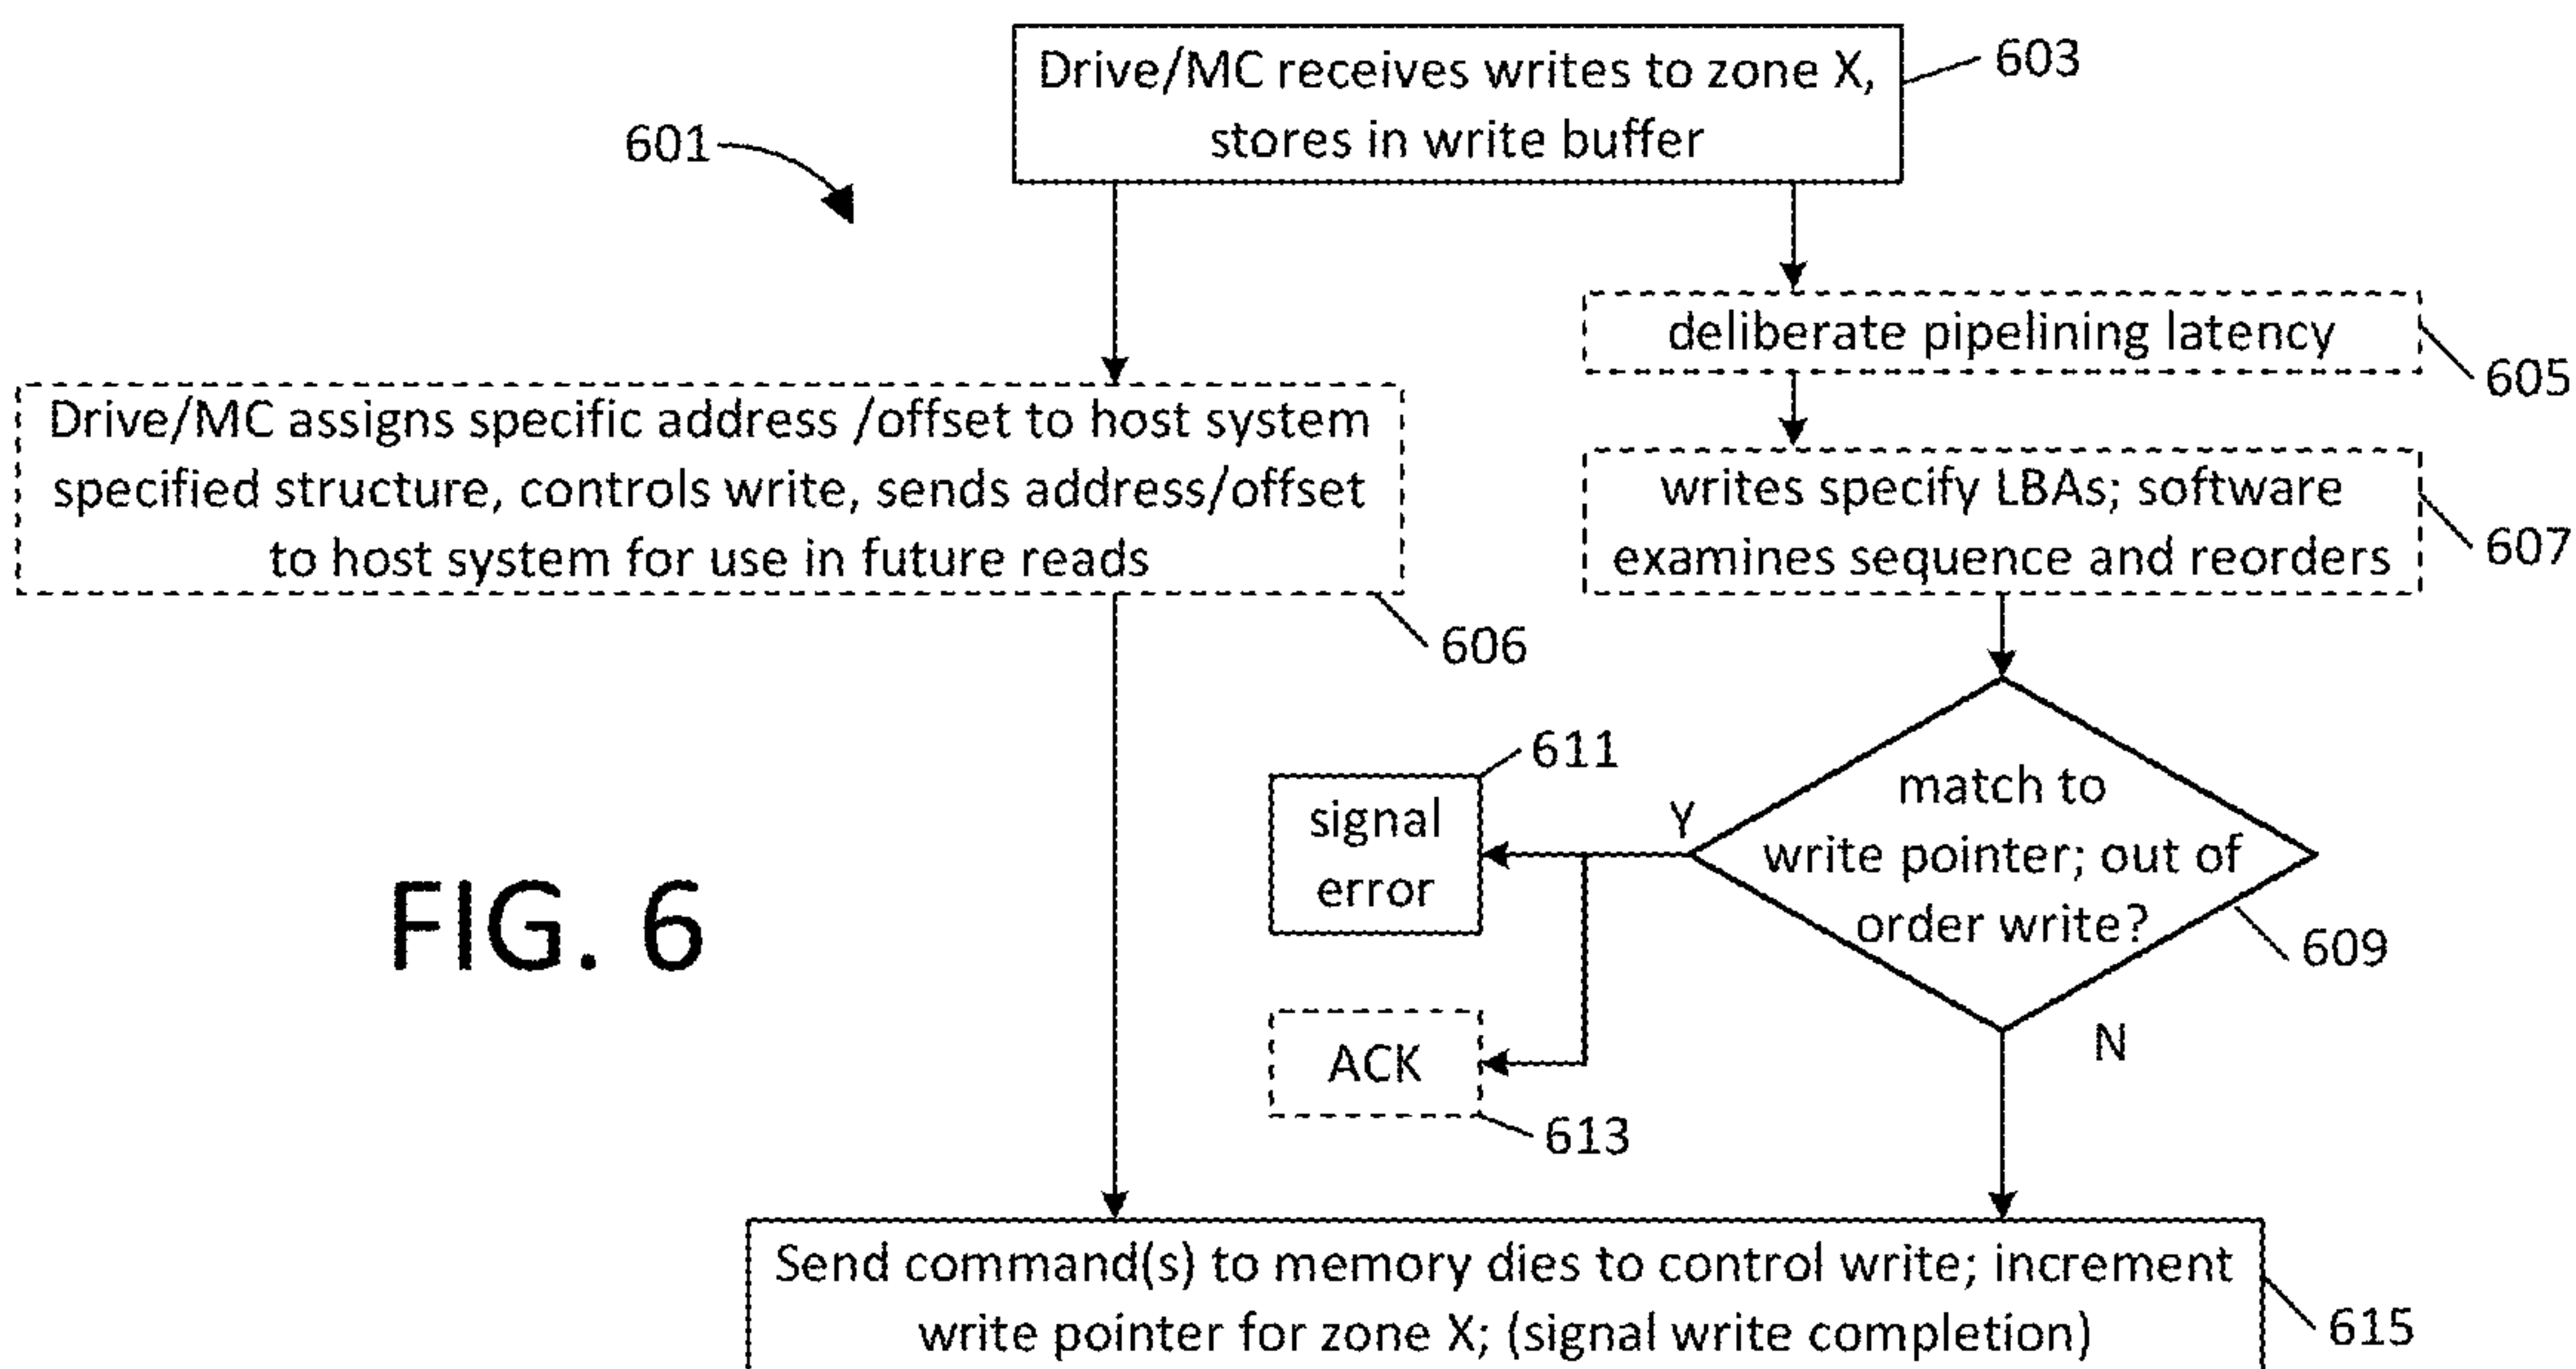 Drive/MC receives writes to zone X,
stores in write buffer
603
601
deliberate pipelining latency
605
Drive/MC assigns specific address /offset to host system
specified structure, controls write, sends address/offset
to host system for use in future reads
606
writes specify LBAs; software
examines sequence and reorders
607
match to
write pointer; out of
order write?
609
Y
N
611
signal
error
ACK
613
FIG. 6
Send command(s) to memory dies to control write; increment
write pointer for zone X; (signal write completion)
615